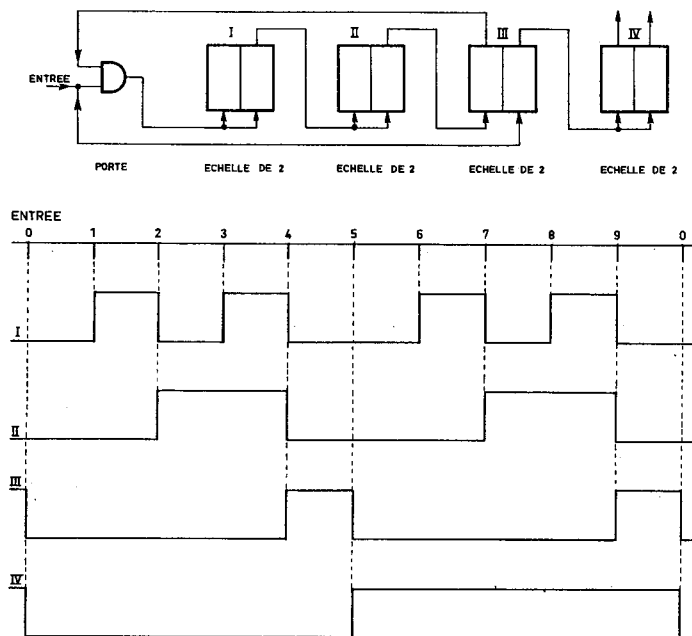 I II III IV
ENTREE
PORTE ECHELLE DE 2 ECHELLE DE 2 ECHELLE DE 2 ECHELLE DE 2
ENTREE
0 1 2 3 4 5 6 7 8 9 0
I
II
III
IV